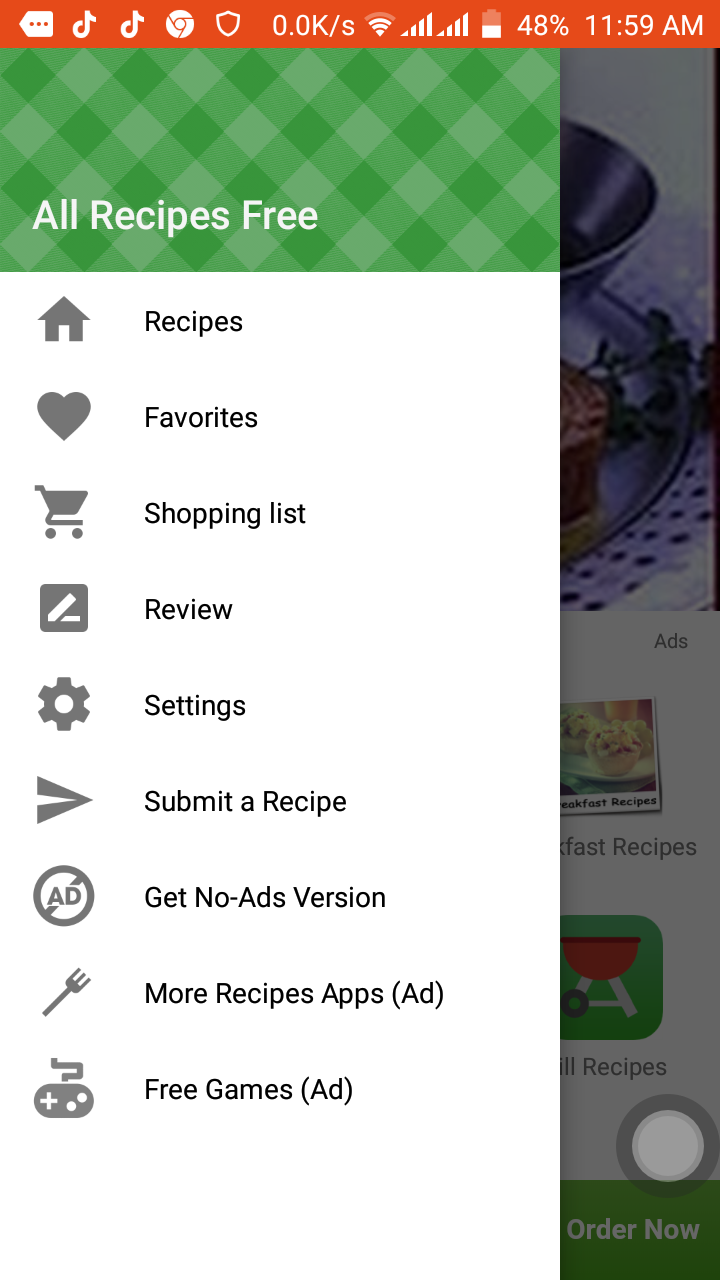 0.0K/s 48% 11:59 AM
All Recipes Free
Recipes
Favorites
Shopping list
Review
Settings
Submit a Recipe
AD Get No-Ads Version
More Recipes Apps (Ad)
Free Games (Ad)
Ads
eakfast Recipes
kfast Recipes
ill Recipes
Order Now